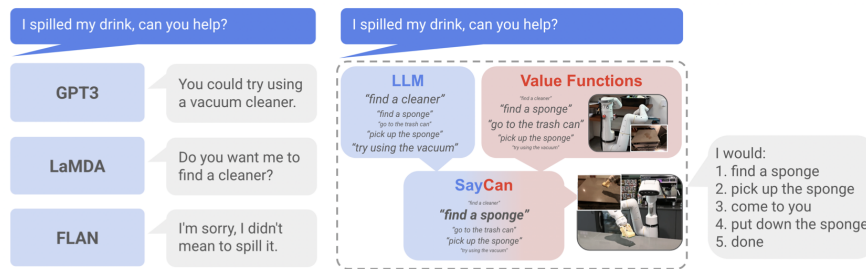 I spilled my drink, can you help?
GPT3
You could try using
a vacuum cleaner.
LaMDA
Do you want me to
find a cleaner?
FLAN
I'm sorry, I didn't
mean to spill it.
I spilled my drink, can you help?
LLM
"find a cleaner"
"find a sponge"
"go to the trash can"
"pick up the sponge"
"try using the vacuum"
Value Functions
"find a cleaner"
"find a sponge"
"go to the trash can"
"pick up the sponge"
"try using the vacuum"
SayCan
"find a cleaner"
"find a sponge"
"go to the trash can"
"pick up the sponge"
"try using the vacuum"
I would:
1. find a sponge
2. pick up the sponge
3. come to you
4. put down the sponge
5. done